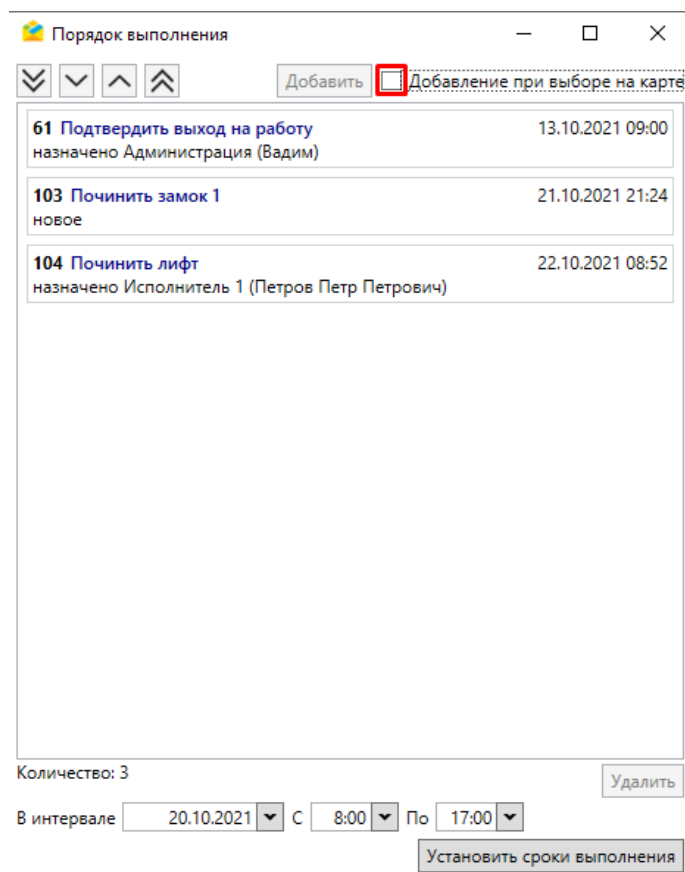 Порядок выполнения
Добавить Добавление при выборе на карте
61 Подтвердить выход на работу 13.10.2021 09:00
назначено Администрация (Вадим)
103 Починить замок 1 21.10.2021 21:24
новое
104 Починить лифт 22.10.2021 08:52
назначено Исполнитель 1 (Петров Петр Петрович)
Количество: 3
Удалить
В интервале 20.10.2021 С 8:00 По 17:00
Установить сроки выполнения